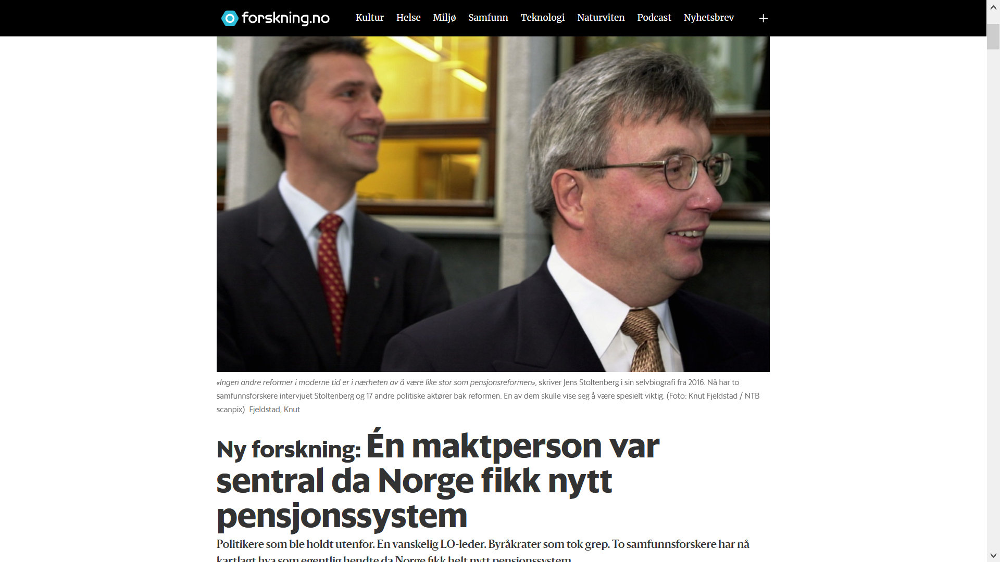 forskning.no Kultur Helse Miljø Samfunn Teknologi Naturviten Podcast Nyhetsbrev +
«Ingen andre reformer i moderne tid er i nærheten av å være like stor som pensjonsreformen», skriver Jens Stoltenberg i sin selvbiografi fra 2016. Nå har to
samfunnsforskere intervjuet Stoltenberg og 17 andre politiske aktører bak reformen. En av dem skulle vise seg å være spesielt viktig. (Foto: Knut Fjeldstad / NTB
scanpix) Fjeldstad, Knut
Ny forskning: Én maktperson var
sentral da Norge fikk nytt
pensjonssystem
Politikere som ble holdt utenfor. En vanskelig LO-leder. Byråkrater som tok grep. To samfunnsforskere har nå
kartlagt hva som egentlig hendte da Norge fikk helt nytt pensjonssystem.